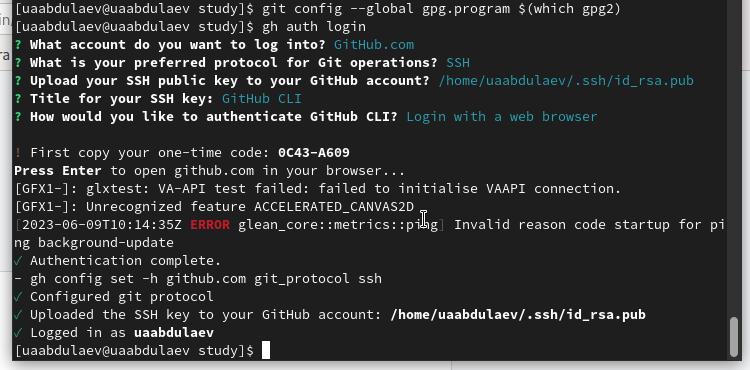 [uaabdulaev@uaabdulaev study]$ git config --global gpg.program $(which gpg2)
[uaabdulaev@uaabdulaev study]$ gh auth login
? What account do you want to log into? GitHub.com
? What is your preferred protocol for Git operations? SSH
? Upload your SSH public key to your GitHub account? /home/uaabdulaev/.ssh/id_rsa.pub
? Title for your SSH key: GitHub CLI
? How would you like to authenticate GitHub CLI? Login with a web browser
! First copy your one-time code: 0C43-A609
Press Enter to open github.com in your browser...
[GFX1-]: glxtest: VA-API test failed: failed to initialise VAAPI connection.
[GFX1-]: Unrecognized feature ACCELERATED_CANVAS2D
[2023-06-09T10:14:35Z ERROR glean_core::metrics::ping] Invalid reason code startup for pi
ng background-update
✓ Authentication complete.
- gh config set -h github.com git_protocol ssh
✓ Configured git protocol
✓ Uploaded the SSH key to your GitHub account: /home/uaabdulaev/.ssh/id_rsa.pub
✓ Logged in as uaabdulaev
[uaabdulaev@uaabdulaev study]$